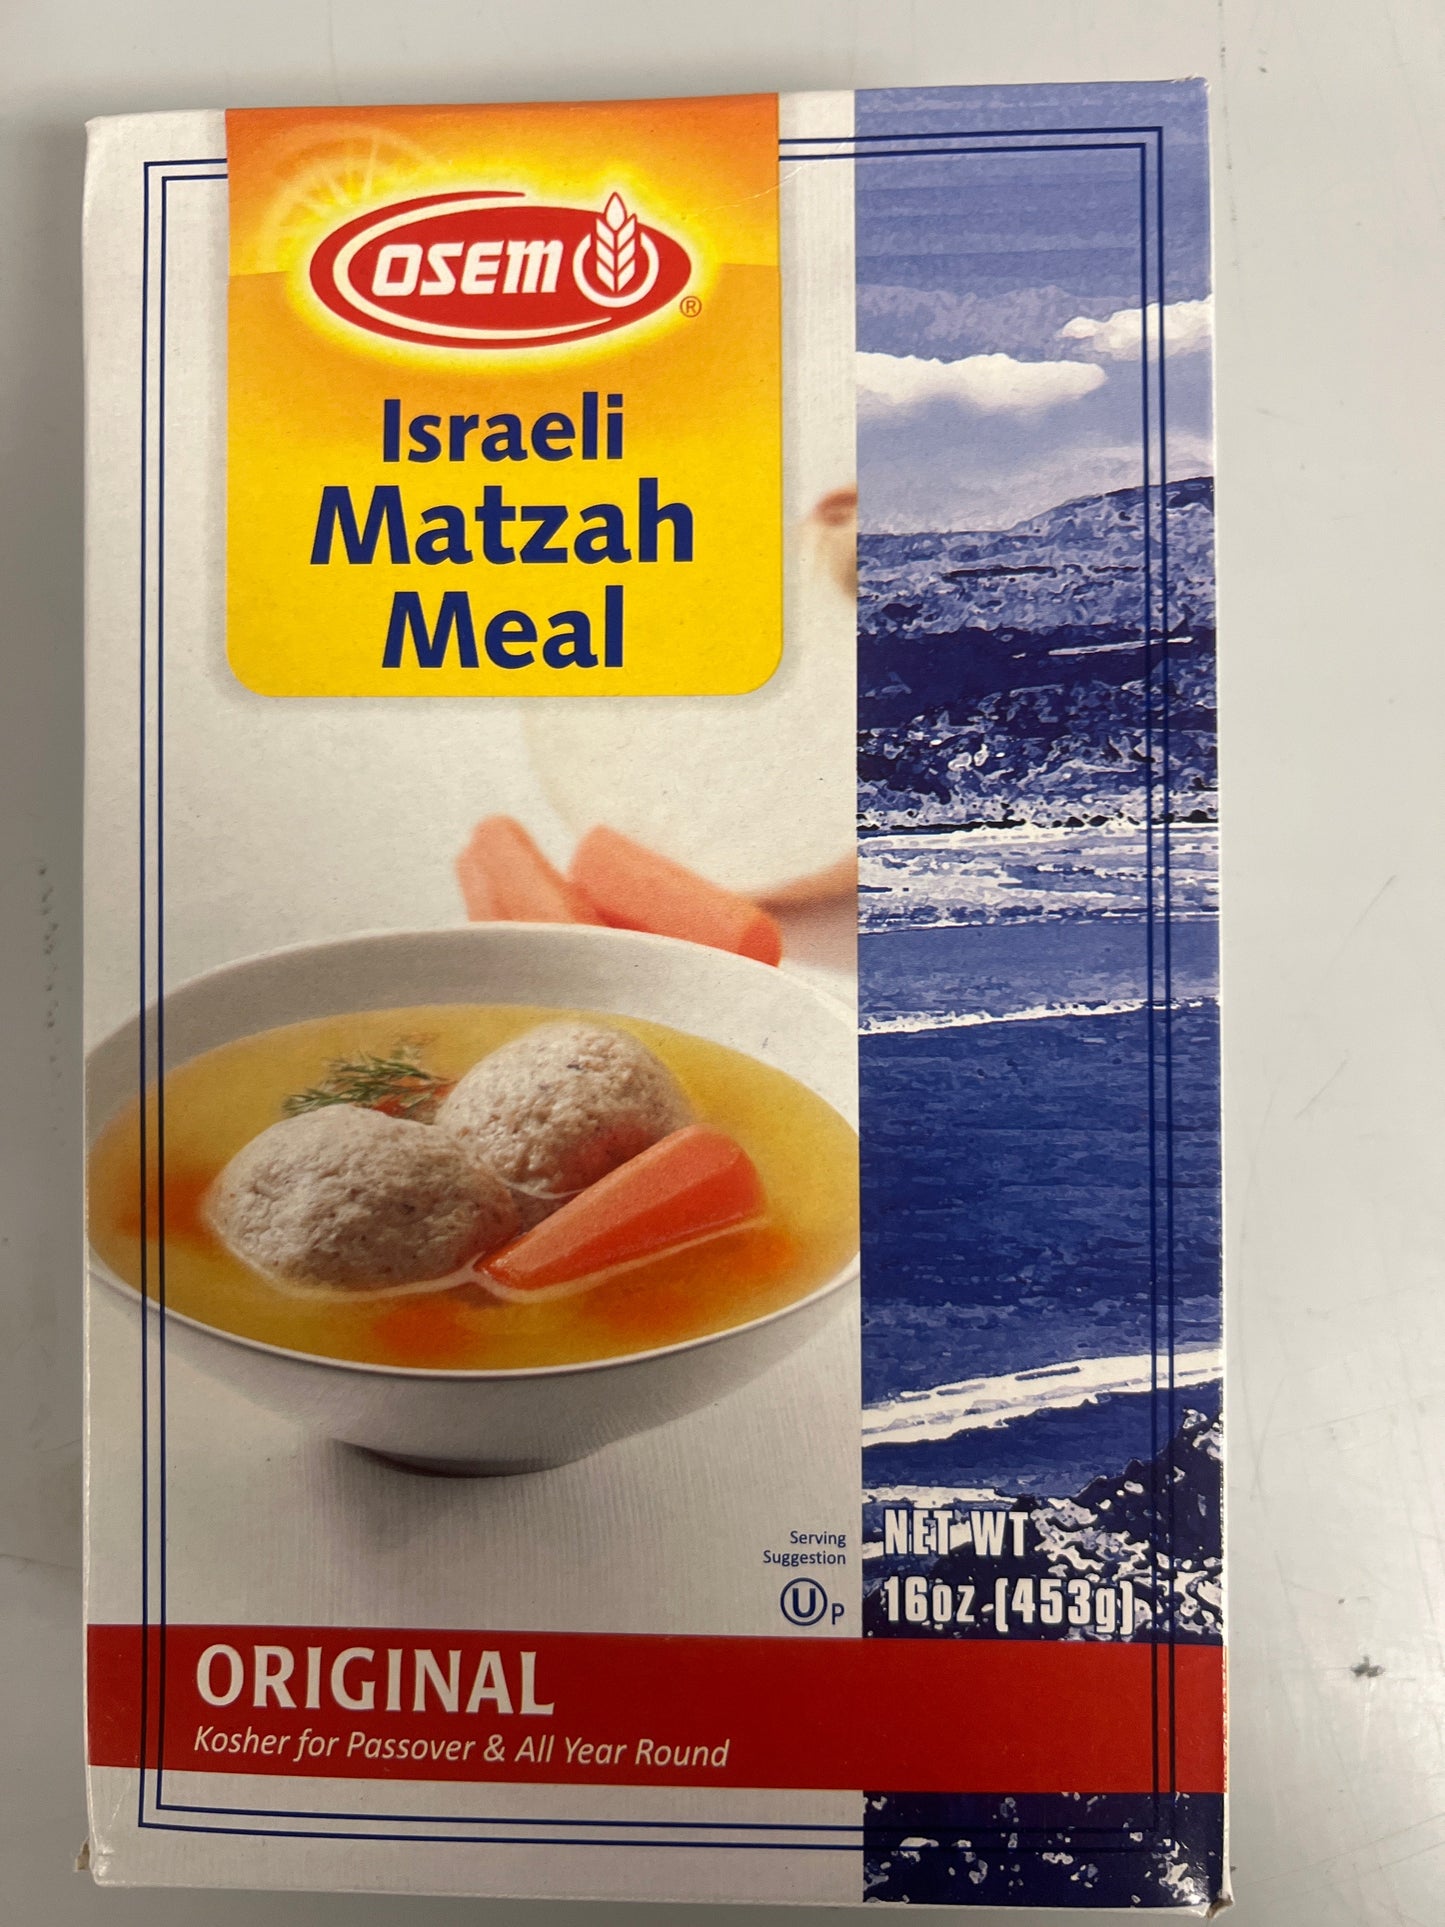 OSEM
®
Israeli
Matzah
Meal
Serving
Suggestion
U P
NET WT
16oz (453g)
ORIGINAL
Kosher for Passover & All Year Round